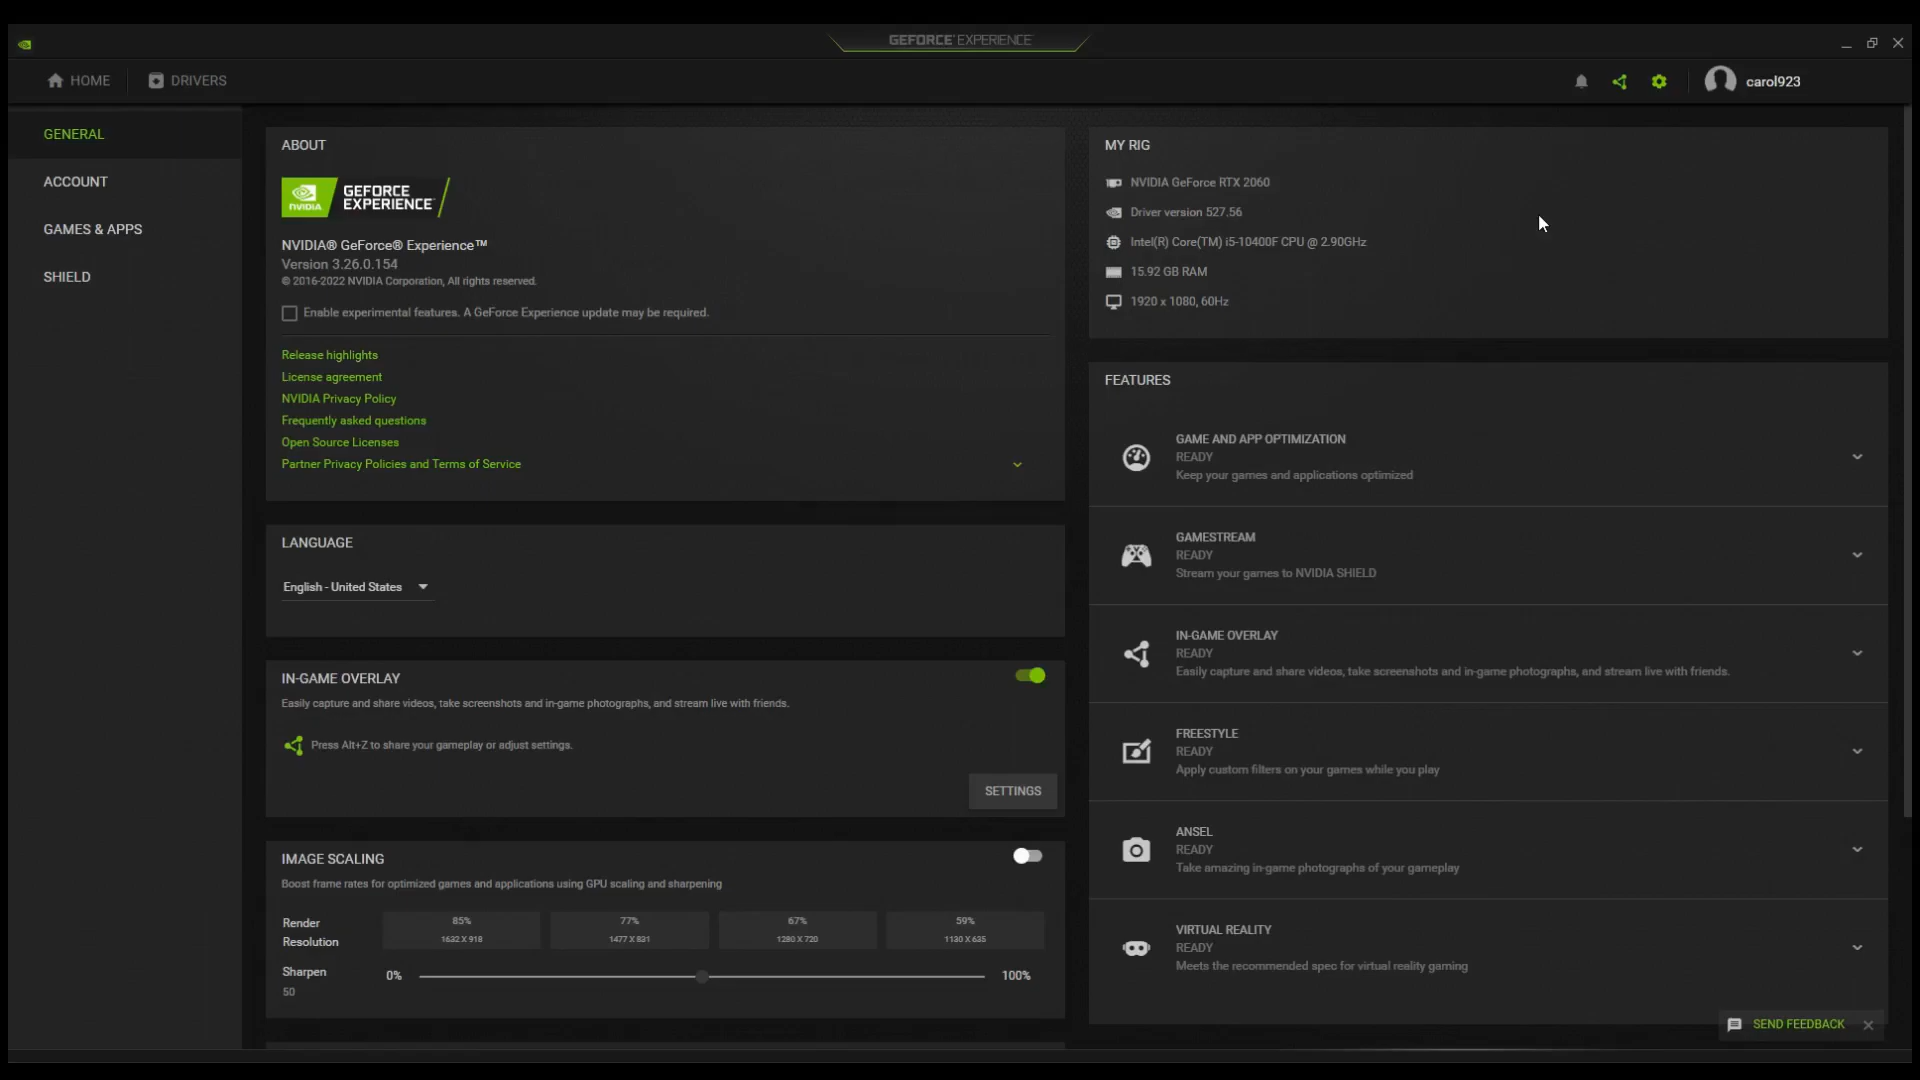 GEFORCE EXPERIENCE
HOME
DRIVERS
carol923
GENERAL
ACCOUNT
GAMES & APPS
SHIELD
ABOUT
NVIDIA
GEFORCE
EXPERIENCE
NVIDIA® GeForce® Experience™
Version 3.26.0.154
© 2016-2022 NVIDIA Corporation, All rights reserved.
Enable experimental features. A GeForce Experience update may be required.
Release highlights
License agreement
NVIDIA Privacy Policy
Frequently asked questions
Open Source Licenses
Partner Privacy Policies and Terms of Service
LANGUAGE
English - United States
IN-GAME OVERLAY
Easily capture and share videos, take screenshots and in-game photographs, and stream live with friends.
Press Alt+Z to share your gameplay or adjust settings.
SETTINGS
IMAGE SCALING
Boost frame rates for optimized games and applications using GPU scaling and sharpening
Render
Resolution
85%
1632 X 918
77%
1477 X 831
67%
1280 X 720
59%
1130 X 635
Sharpen
50
0%
100%
MY RIG
NVIDIA GeForce RTX 2060
Driver version 527.56
Intel(R) Core(TM) i5-10400F CPU @ 2.90GHz
15.92 GB RAM
1920 x 1080, 60Hz
FEATURES
GAME AND APP OPTIMIZATION
READY
Keep your games and applications optimized
GAMESTREAM
READY
Stream your games to NVIDIA SHIELD
IN-GAME OVERLAY
READY
Easily capture and share videos, take screenshots and in-game photographs, and stream live with friends.
FREESTYLE
READY
Apply custom filters on your games while you play
ANSEL
READY
Take amazing in-game photographs of your gameplay
VIRTUAL REALITY
READY
Meets the recommended spec for virtual reality gaming
SEND FEEDBACK